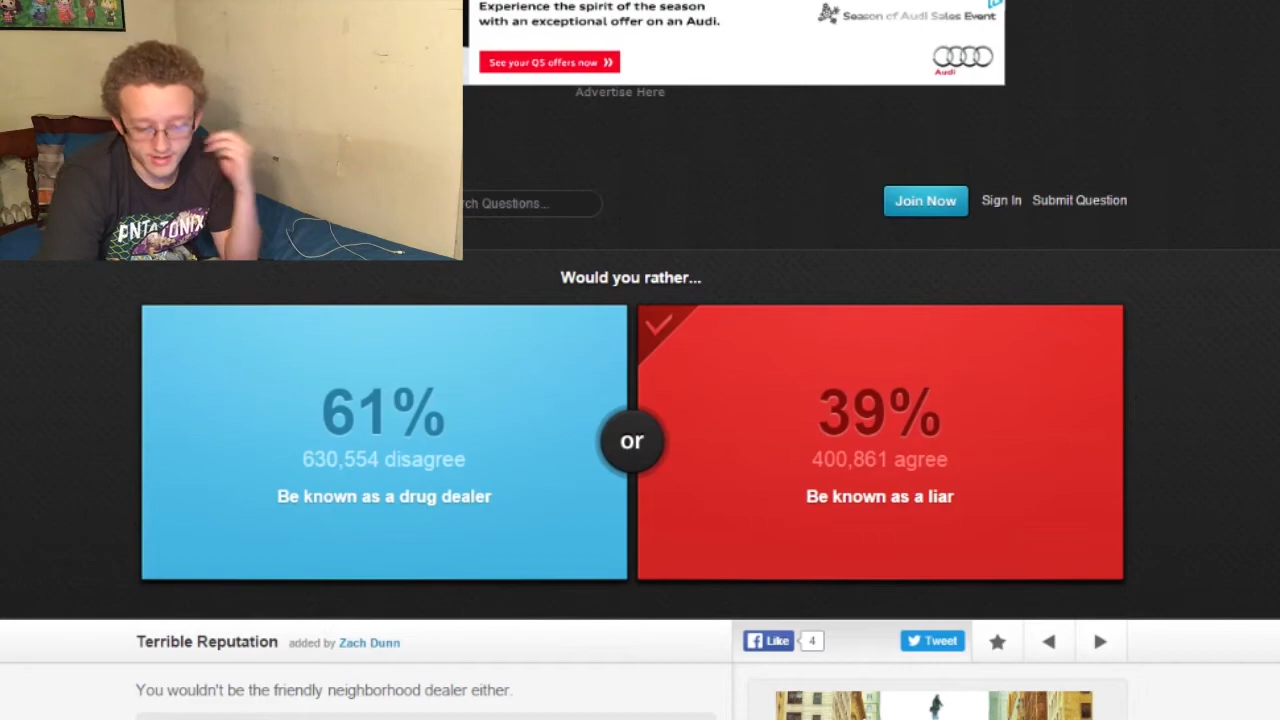 Experience the spirit of the season
with an exceptional offer on an Audi.
Season of Audi Sales Event
See your Q5 offers now
Audi
Advertise Here
PNTATONIX
rch Questions...
Join Now
Sign In
Submit Question
Would you rather...
61%
630,554 disagree
Be known as a drug dealer
or
39%
400,861 agree
Be known as a liar
Terrible Reputation added by Zach Dunn
Like
4
Tweet
You wouldn't be the friendly neighborhood dealer either.